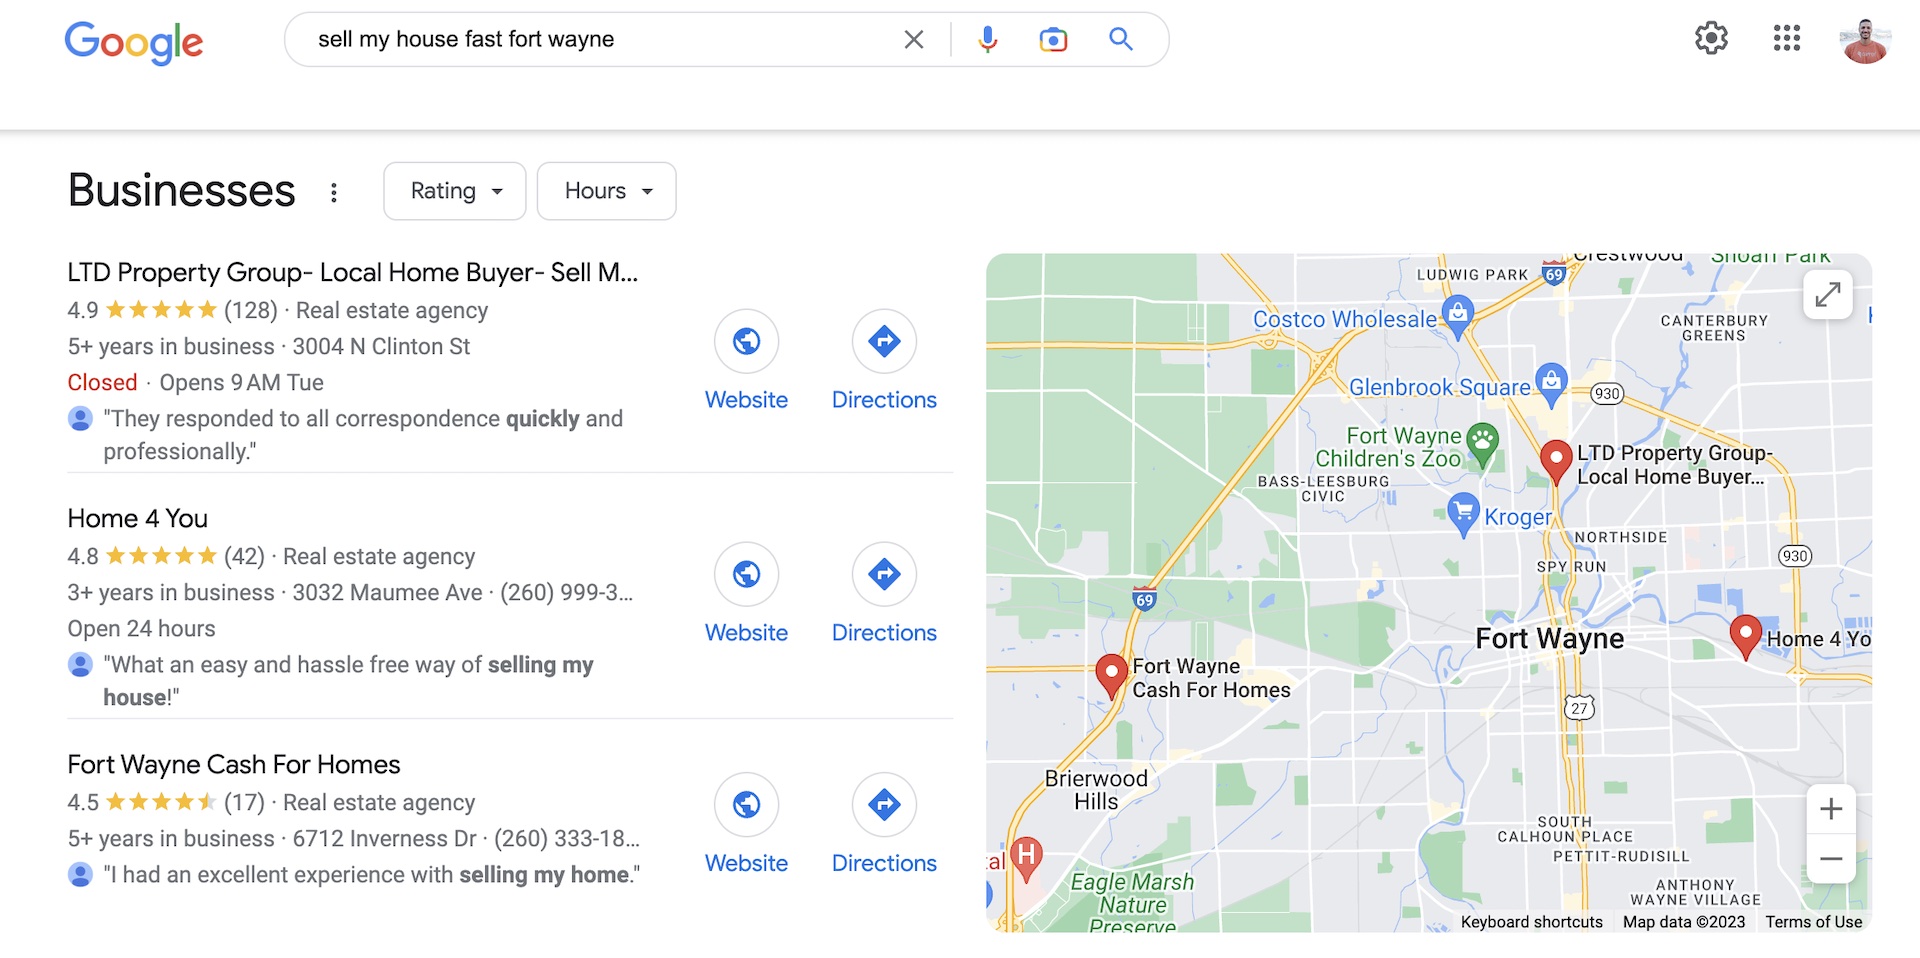 Google
sell my house fast fort wayne
Businesses
Rating
Hours
LTD Property Group- Local Home Buyer- Sell M...
4.9 (128) · Real estate agency
5+ years in business · 3004 N Clinton St
Closed · Opens 9 AM Tue
"They responded to all correspondence quickly and
professionally."
Website
Directions
Home 4 You
4.8 (42) · Real estate agency
3+ years in business · 3032 Maumee Ave · (260) 999-3...
Open 24 hours
"What an easy and hassle free way of selling my
house!"
Website
Directions
Fort Wayne Cash For Homes
4.5 (17) · Real estate agency
5+ years in business · 6712 Inverness Dr · (260) 333-18...
"I had an excellent experience with selling my home."
Website
Directions
Crestwood
Shoaff Park
LUDWIG PARK
69
Costco Wholesale
CANTERBURY
GREENS
Glenbrook Square
930
Fort Wayne
Children's Zoo
LTD Property Group-
Local Home Buyer...
BASS-LEESBURG
CIVIC
Kroger
NORTHSIDE
930
SPY RUN
69
Fort Wayne
Home 4 Yo
Fort Wayne
Cash For Homes
27
Brierwood
Hills
SOUTH
CALHOUN PLACE
PETTIT-RUDISILL
H
al
Eagle Marsh
Nature
Preserve
ANTHONY
WAYNE VILLAGE
Keyboard shortcuts
Map data ©2023
Terms of Use